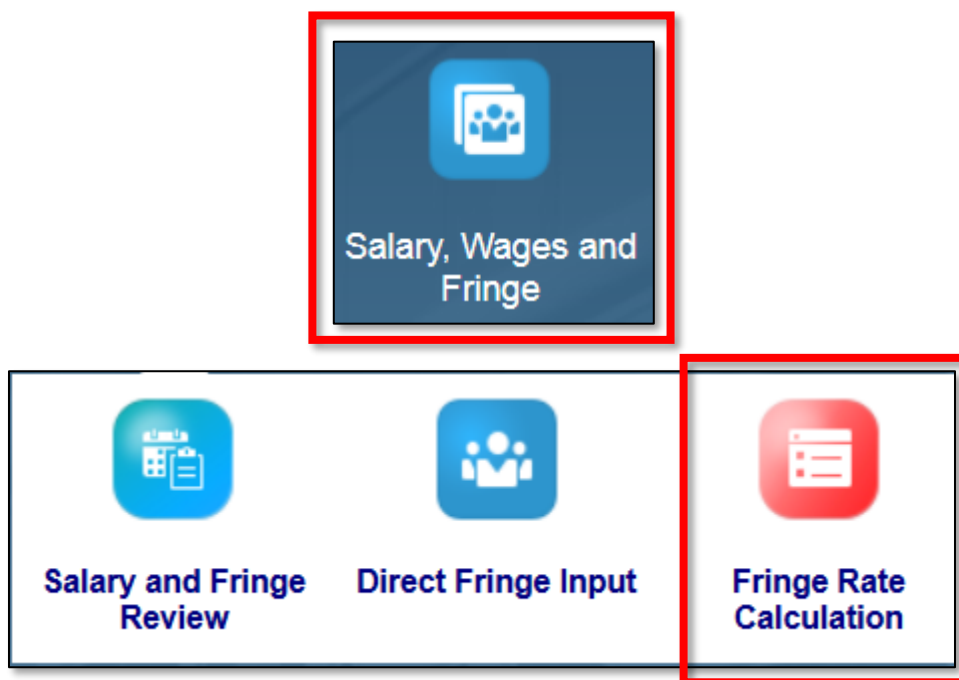 Salary, Wages and
Fringe
Salary and Fringe
Review
Direct Fringe Input
Fringe Rate
Calculation